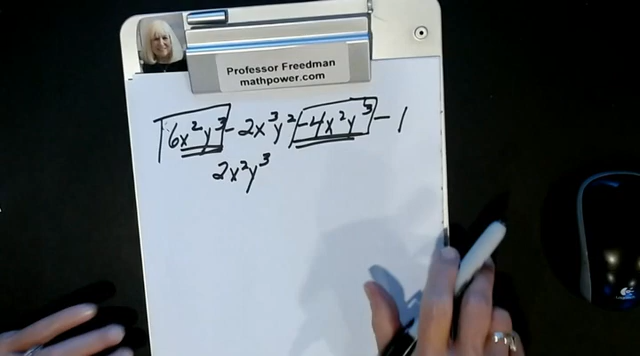 Professor Freedman
mathpower.com
6x²y³ - 2x³y² - 4x²y³ - 1
2x²y³